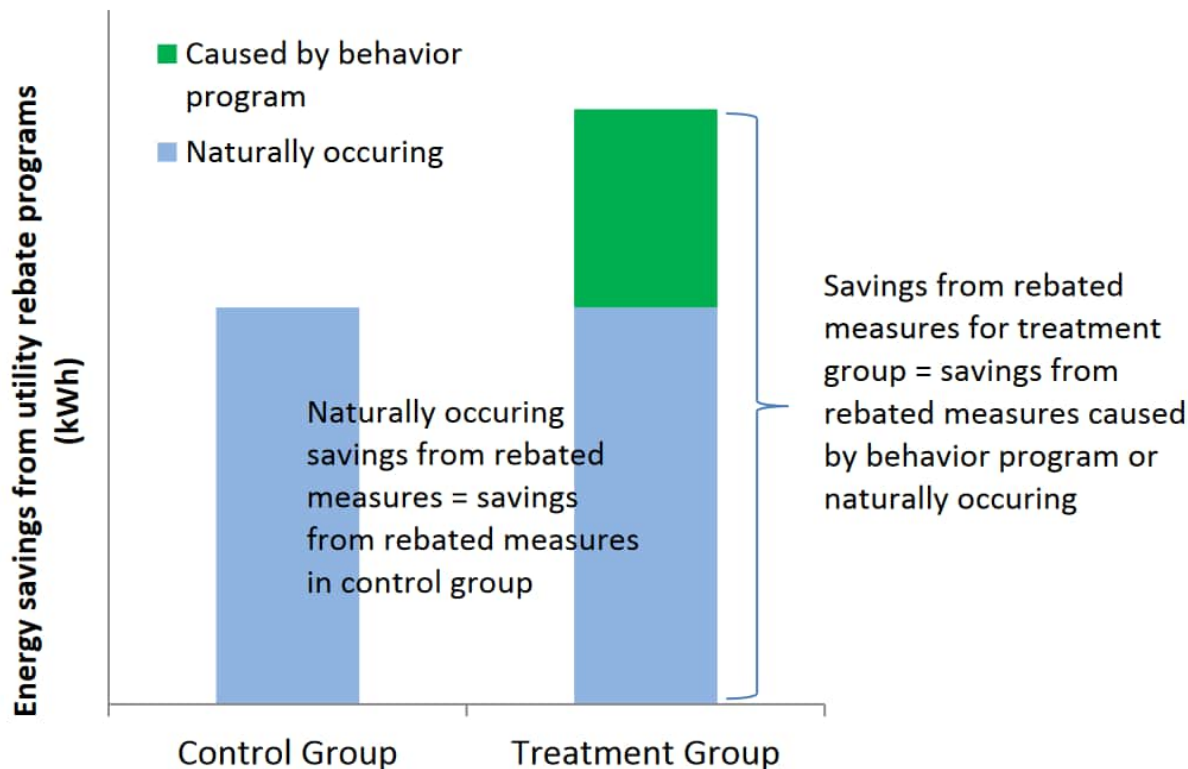 Caused by behavior
program
Naturally occuring
Energy savings from utility rebate programs
(kWh)
Naturally occuring
savings from rebated
measures = savings
from rebated measures
in control group
Savings from rebated
measures for treatment
group = savings from
rebated measures caused
by behavior program or
naturally occuring
Control Group
Treatment Group